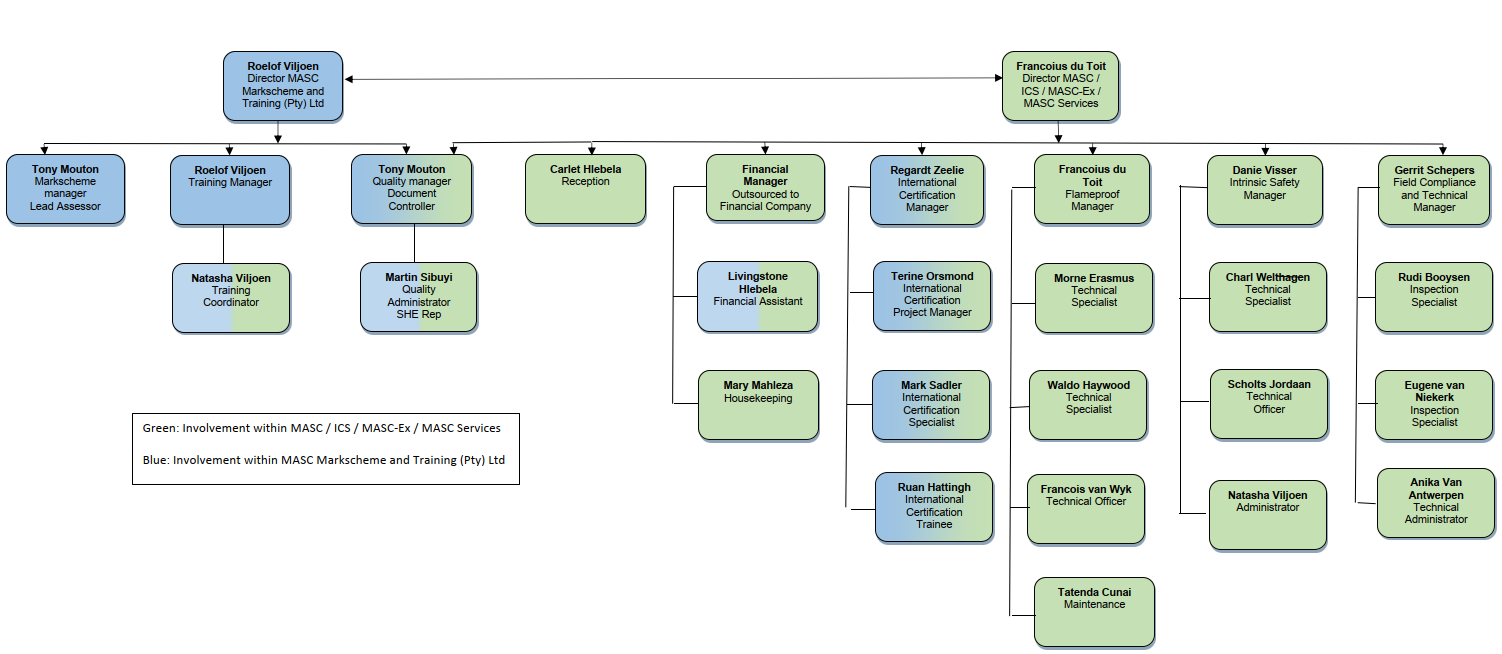 Roelof Viljoen
Director MASC
Markscheme and
Training (Pty) Ltd
Francoius du Toit
Director MASC /
ICS / MASC-Ex /
MASC Services
Tony Mouton
Markscheme
manager
Lead Assessor
Roelof Viljoen
Training Manager
Tony Mouton
Quality manager
Document
Controller
Carlet Hlebela
Reception
Financial
Manager
Outsourced to
Financial Company
Regardt Zeelie
International
Certification
Manager
Francoius du
Toit
Flameproof
Manager
Danie Visser
Intrinsic Safety
Manager
Gerrit Schepers
Field Compliance
and Technical
Manager
Natasha Viljoen
Training
Coordinator
Martin Sibuyi
Quality
Administrator
SHE Rep
Livingstone
Hlebela
Financial Assistant
Terine Orsmond
International
Certification
Project Manager
Morne Erasmus
Technical
Specialist
Charl Welthagen
Technical
Specialist
Rudi Booysen
Inspection
Specialist
Mary Mahleza
Housekeeping
Mark Sadler
International
Certification
Specialist
Waldo Haywood
Technical
Specialist
Scholts Jordaan
Technical
Officer
Eugene van
Niekerk
Inspection
Specialist
Green: Involvement within MASC / ICS / MASC-Ex / MASC Services
Blue: Involvement within MASC Markscheme and Training (Pty) Ltd
Ruan Hattingh
International
Certification
Trainee
Francois van Wyk
Technical Officer
Natasha Viljoen
Administrator
Anika Van
Antwerpen
Technical
Administrator
Tatenda Cunai
Maintenance